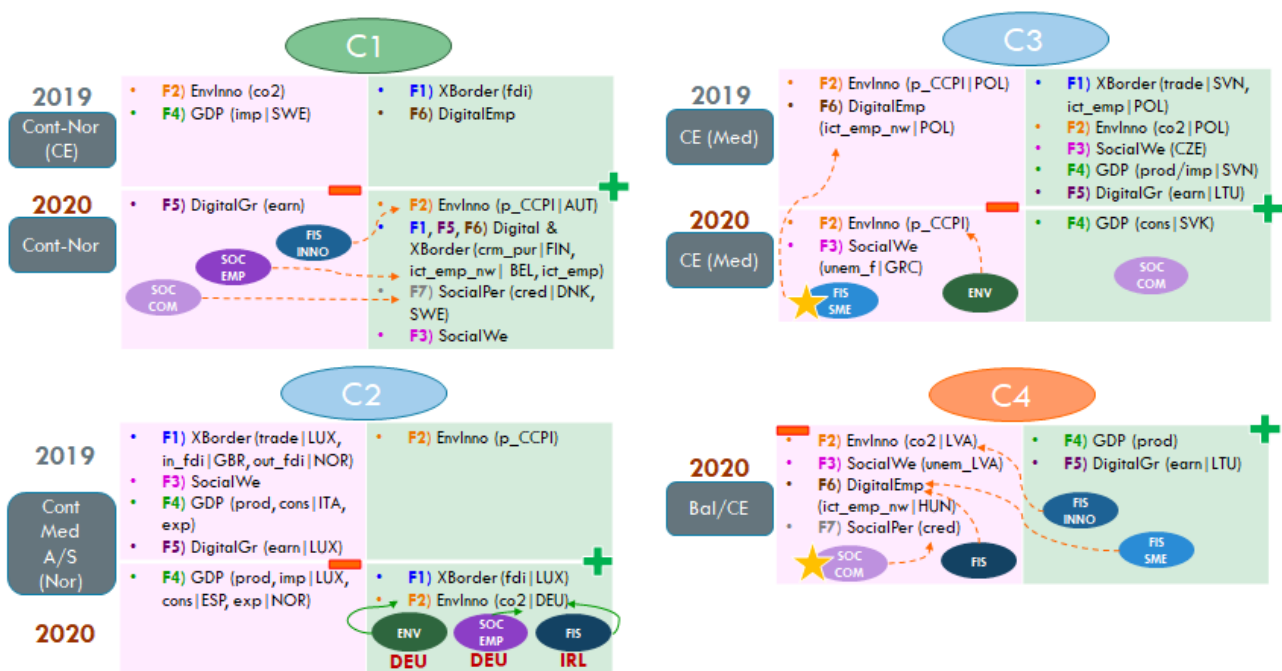 C1
2019
Cont-Nor
(CE)
• F2) EnvInno (co2)
• F4) GDP (imp|SWE)
• F1) XBorder (fdi)
• F6) DigitalEmp
2020
Cont-Nor
• F5) DigitalGr (earn)
FIS
INNO
SOC
EMP
SOC
COM
• F2) EnvInno (p_CCPI|AUT)
• F1, F5, F6) Digital &
XBorder (crm_pur|FIN,
ict_emp_nw| BEL, ict_emp)
• F7) SocialPer (cred|DNK,
SWE)
• F3) SocialWe
C3
2019
CE (Med)
• F2) EnvInno (p_CCPI|POL)
• F6) DigitalEmp
(ict_emp_nw|POL)
• F1) XBorder (trade|SVN,
ict_emp|POL)
• F2) EnvInno (co2|POL)
• F3) SocialWe (CZE)
• F4) GDP (prod/imp|SVN)
• F5) DigitalGr (earn|LTU)
2020
CE (Med)
• F2) EnvInno (p_CCPI)
• F3) SocialWe
(unem_f|GRC)
FIS
SME
ENV
• F4) GDP (cons|SVK)
SOC
COM
C2
2019
Cont
Med
A/S
(Nor)
2020
• F1) XBorder (trade|LUX,
in_fdi|GBR, out_fdi|NOR)
• F3) SocialWe
• F4) GDP (prod, cons|ITA,
exp)
• F5) DigitalGr (earn|LUX)
• F2) EnvInno (p_CCPI)
• F4) GDP (prod, imp|LUX,
cons|ESP, exp|NOR)
• F1) XBorder (fdi|LUX)
• F2) EnvInno (co2|DEU)
ENV
SOC
EMP
FIS
DEU
DEU
IRL
C4
2020
Bal/CE
• F2) EnvInno (co2|LVA)
• F3) SocialWe (unem_LVA)
• F6) DigitalEmp
(ict_emp_nw|HUN)
• F7) SocialPer (cred)
SOC
COM
FIS
• F4) GDP (prod)
• F5) DigitalGr (earn|LTU)
FIS
INNO
FIS
SME